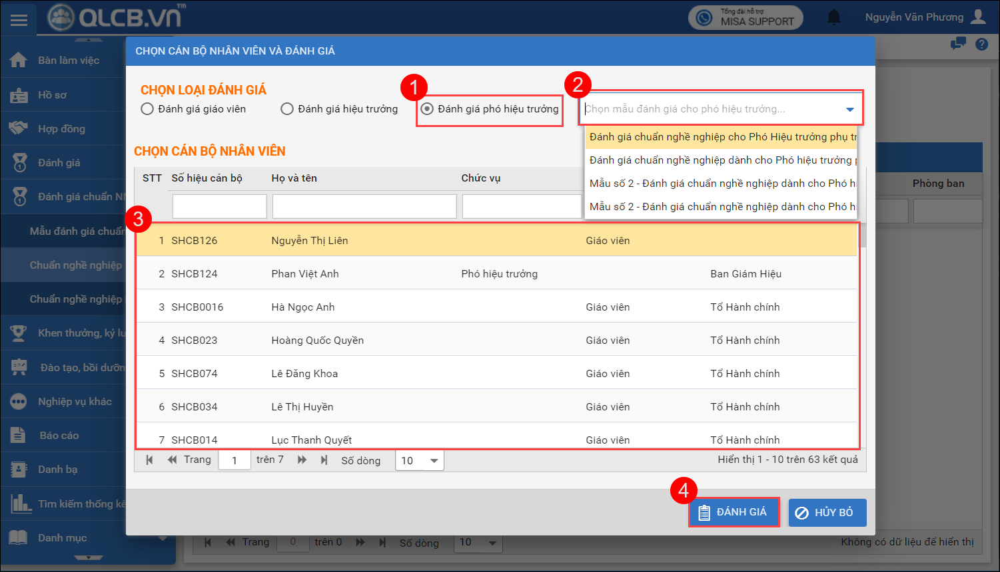 QLCB.vn™
Tổng đài hỗ trợ
MISA SUPPORT
Nguyễn Văn Phương
Bàn làm việc
Hồ sơ
Hợp đồng
Đánh giá
Đánh giá chuẩn NN
Mẫu đánh giá chuẩn
Chuẩn nghề nghiệp
Chuẩn nghề nghiệp
Khen thưởng, kỷ lu
Đào tạo, bồi dưỡn
Nghiệp vụ khác
Báo cáo
Danh bạ
Tìm kiếm thống kê
Danh mục
CHỌN CÁN BỘ NHÂN VIÊN VÀ ĐÁNH GIÁ
CHỌN LOẠI ĐÁNH GIÁ
1
2
Đánh giá giáo viên
Đánh giá hiệu trưởng
Đánh giá phó hiệu trưởng
Chọn mẫu đánh giá cho phó hiệu trưởng...
Đánh giá chuẩn nghề nghiệp cho Phó Hiệu trưởng phụ tr
Đánh giá chuẩn nghề nghiệp dành cho Phó hiệu trưởng p
Mẫu số 2 - Đánh giá chuẩn nghề nghiệp dành cho Phó hi
Mẫu số 2 - Đánh giá chuẩn nghề nghiệp dành cho Phó hi
CHỌN CÁN BỘ NHÂN VIÊN
STT Số hiệu cán bộ Họ và tên Chức vụ
Phòng ban
3
1 SHCB126 Nguyễn Thị Liên Giáo viên
2 SHCB124 Phan Việt Anh Phó hiệu trưởng Ban Giám Hiệu
3 SHCB0016 Hà Ngọc Anh Giáo viên Tổ Hành chính
4 SHCB023 Hoàng Quốc Quyền Giáo viên Tổ Hành chính
5 SHCB074 Lê Đăng Khoa Giáo viên Tổ Hành chính
6 SHCB034 Lê Thị Huyền Giáo viên Tổ Hành chính
7 SHCB014 Lục Thanh Quyết Giáo viên Tổ Hành chính
Trang 1 trên 7 Số dòng 10 Hiển thị 1 - 10 trên 63 kết quả
4
ĐÁNH GIÁ
HỦY BỎ
Trang 0 trên 0 Số dòng 10 Không có dữ liệu để hiển thị